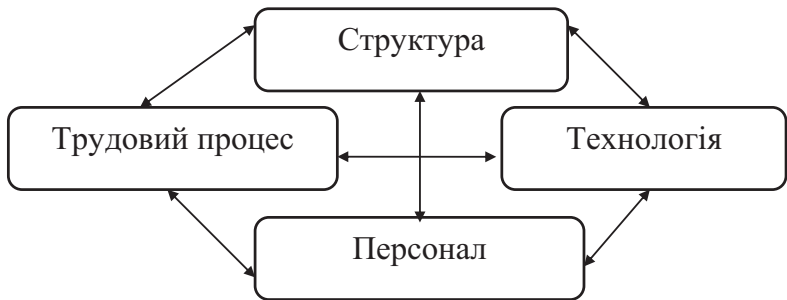 Структура
Трудовий процес
Технологія
Персонал